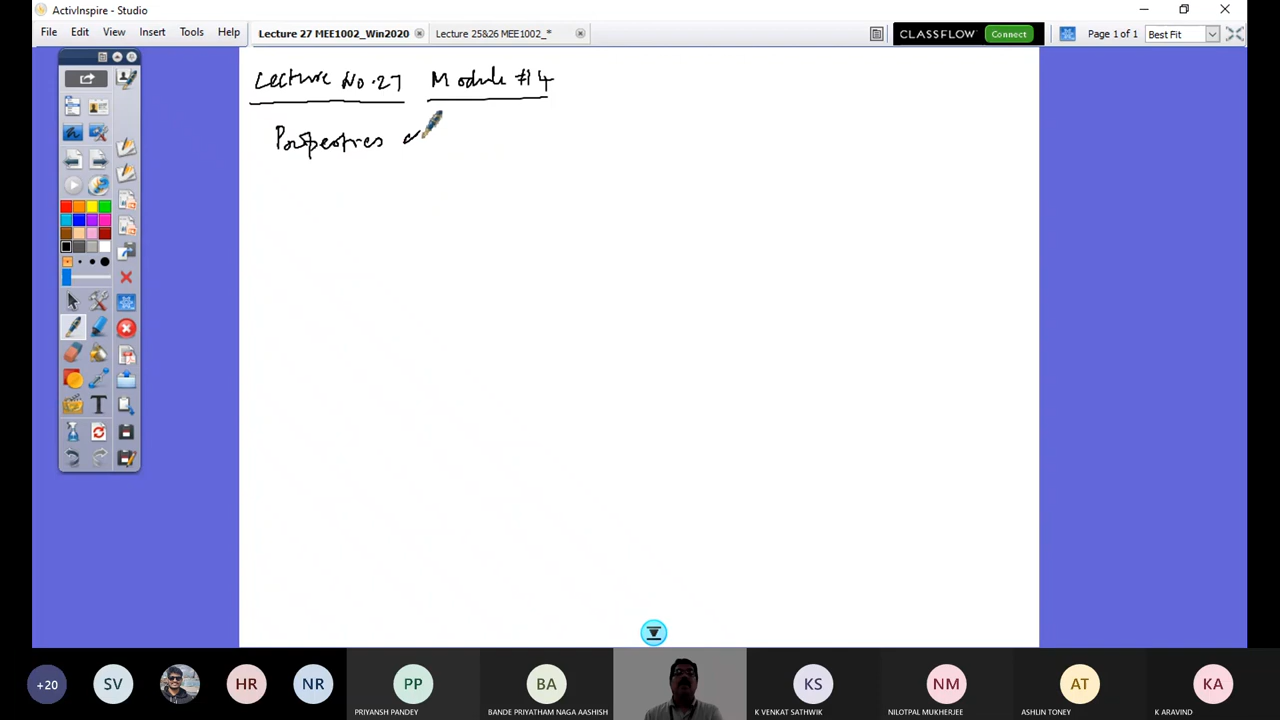 ActivInspire - Studio
File Edit View Insert Tools Help
Lecture 27 MEE1002_Win2020
Lecture 25&26 MEE1002_*
CLASSFLOW Connect
Page 1 of 1
Best Fit
Lecture No.27 Module #4
Properties
T
+20
SV
HR
NR
PP
PRIYANSH PANDEY
BA
BANDE PRIYATHAM NAGA AASHISH
KS
K VENKAT SATHWIK
NM
NILOTPAL MUKHERJEE
AT
ASHLIN TONEY
KA
K ARAVIND